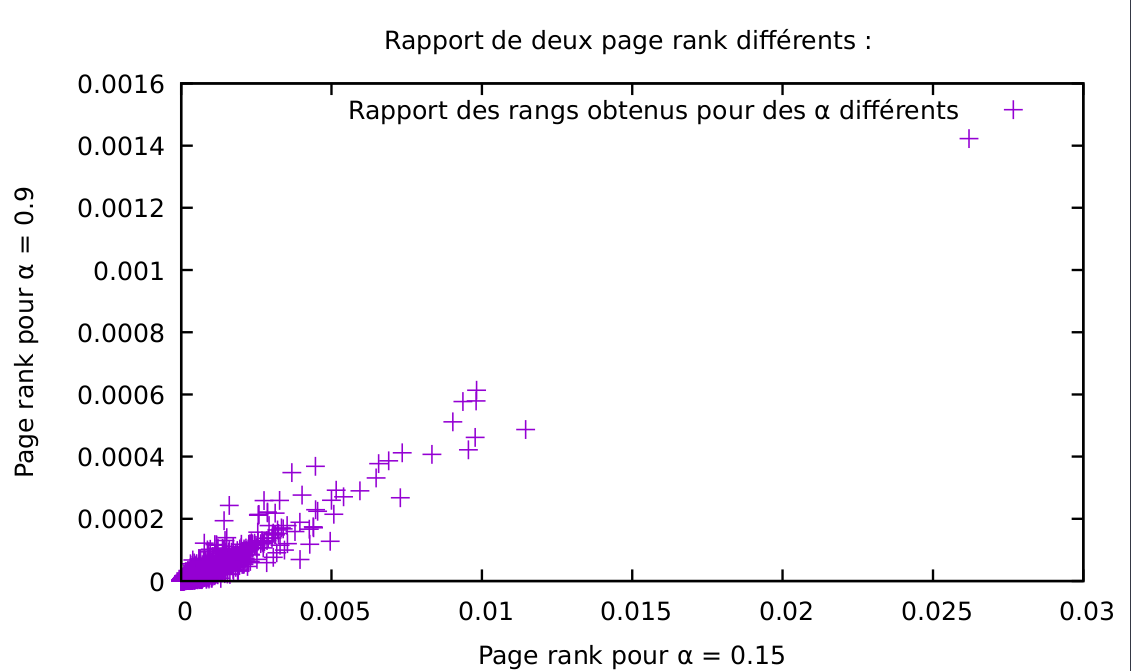 Rapport de deux page rank différents :
Rapport des rangs obtenus pour des α différents
Page rank pour α = 0.9
0.0016
0.0014
0.0012
0.001
0.0008
0.0006
0.0004
0.0002
0
0 0.005 0.01 0.015 0.02 0.025 0.03
Page rank pour α = 0.15